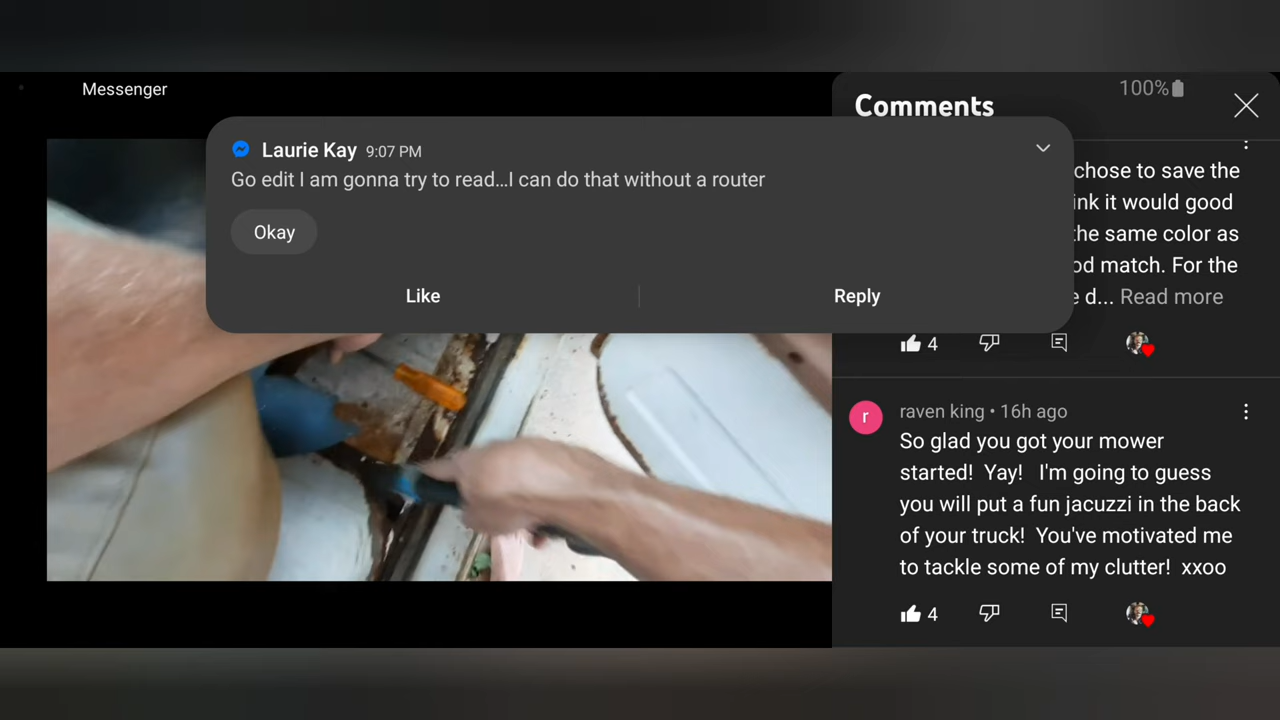 Messenger
100%
Comments
Laurie Kay 9:07 PM
Go edit I am gonna try to read...I can do that without a router
Okay
Like
Reply
chose to save the
ink it would good
the same color as
od match. For the
e d... Read more
4
r
raven king • 16h ago
So glad you got your mower
started! Yay! I'm going to guess
you will put a fun jacuzzi in the back
of your truck! You've motivated me
to tackle some of my clutter! xxoo
4